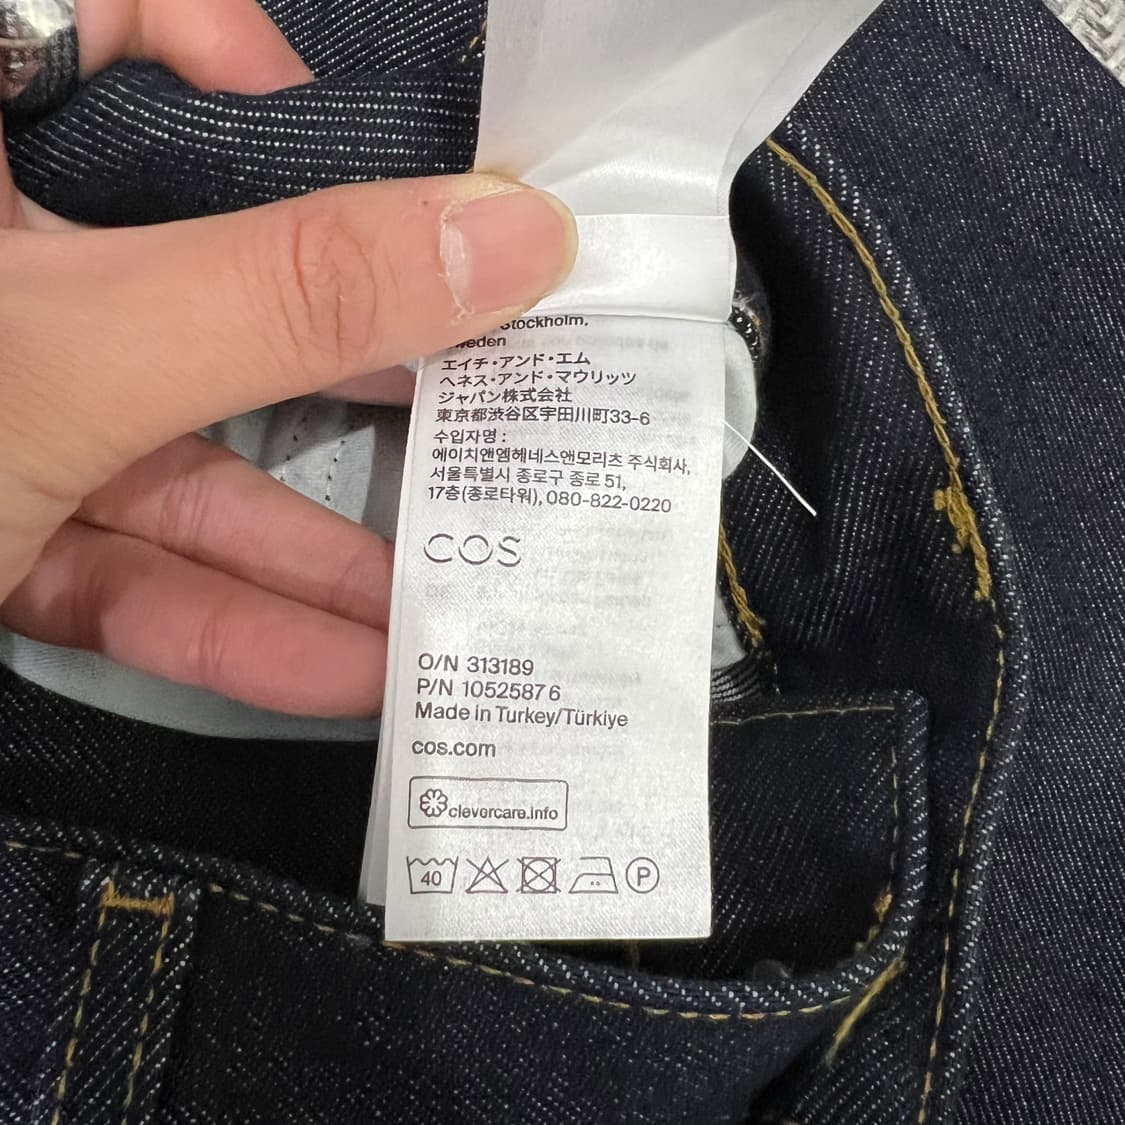 Stockholm,
エイチ・アンド・エム
ヘネス・アンド・マウリッツ
ジャパン株式会社
東京都渋谷区宇田川町33-6
수입자명 :
에이치앤엠헤네스앤모리츠 주식회사,
서울특별시 종로구 종로 51,
17층(종로타워), 080-822-0220
COS
O/N 313189
P/N 10525876
Made in Turkey/Türkiye
cos.com
clevercare.info
40
P